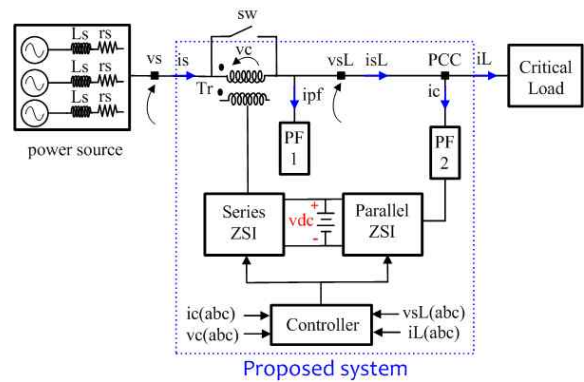 sw
Ls rs
vs
is
vc
vsL
isL
PCC
iL
Ls rs
Tr
ipf
ic
Critical
Load
Ls rs
power source
PF
1
PF
2
Series
ZSI
+
vdc
-
Parallel
ZSI
ic(abc)
vc(abc)
Controller
vsL(abc)
iL(abc)
Proposed system